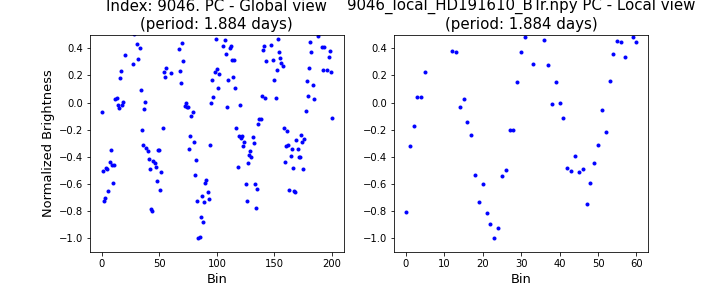 Index: 9046. PC - Global view
(period: 1.884 days)
9046_local_HD191610_BTr.npy PC - Local view
(period: 1.884 days)
Normalized Brightness
0.4
0.2
0.0
−0.2
−0.4
−0.6
−0.8
−1.0
0 50 100 150 200
Bin
0.4
0.2
0.0
−0.2
−0.4
−0.6
−0.8
−1.0
0 10 20 30 40 50 60
Bin